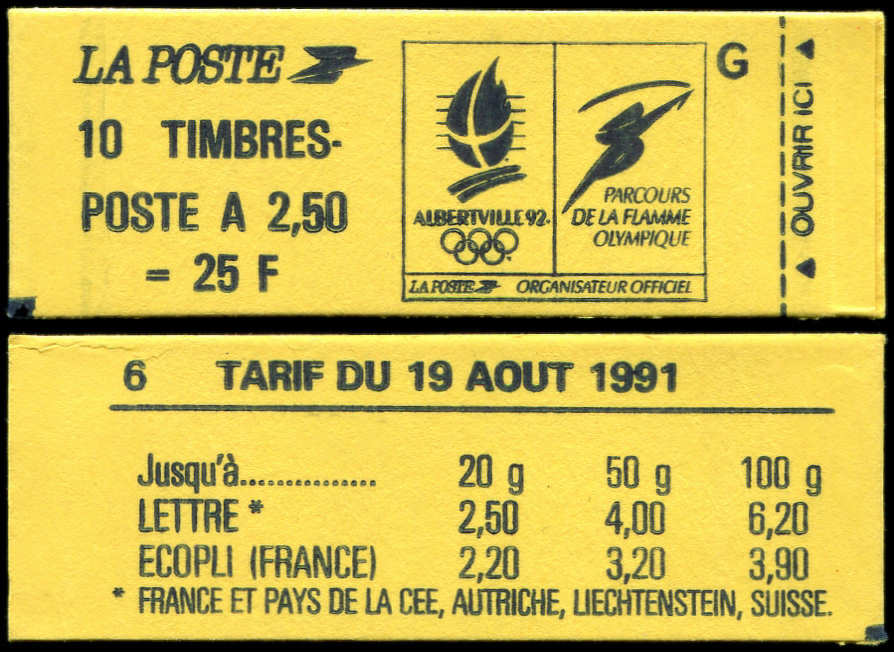 LA POSTE
10 TIMBRES-
POSTE A 2,50
= 25 F
ALBERTVILLE 92
PARCOURS
DE LA FLAMME
OLYMPIQUE
LA POSTE ORGANISATEUR OFFICIEL
G
OUVRIR ICI
6 TARIF DU 19 AOUT 1991
Jusqu'à............... 20 g 50 g 100 g
LETTRE * 2,50 4,00 6,20
ECOPLI (FRANCE) 2,20 3,20 3,90
* FRANCE ET PAYS DE LA CEE, AUTRICHE, LIECHTENSTEIN, SUISSE.